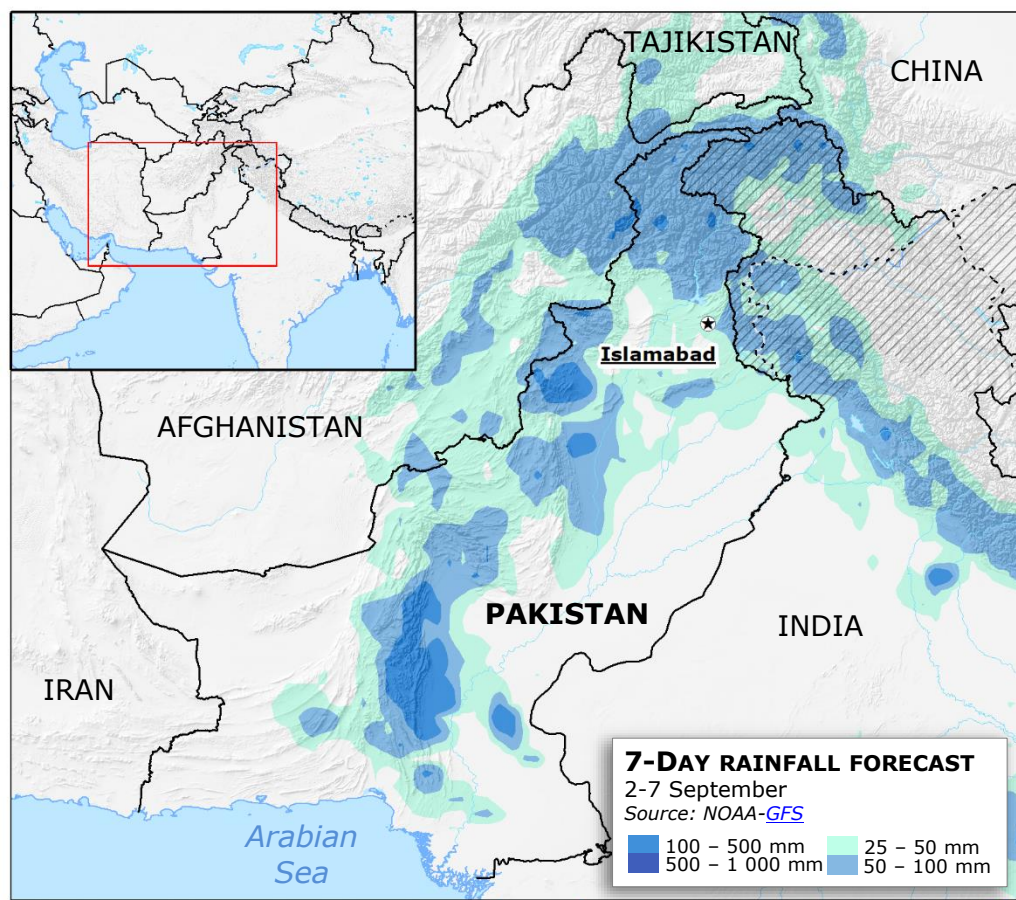 TAJIKISTAN
CHINA
Islamabad
AFGHANISTAN
PAKISTAN
INDIA
IRAN
Arabian
Sea
7-DAY RAINFALL FORECAST
2-7 September
Source: NOAA-GFS
100 – 500 mm
25 – 50 mm
500 – 1 000 mm
50 – 100 mm